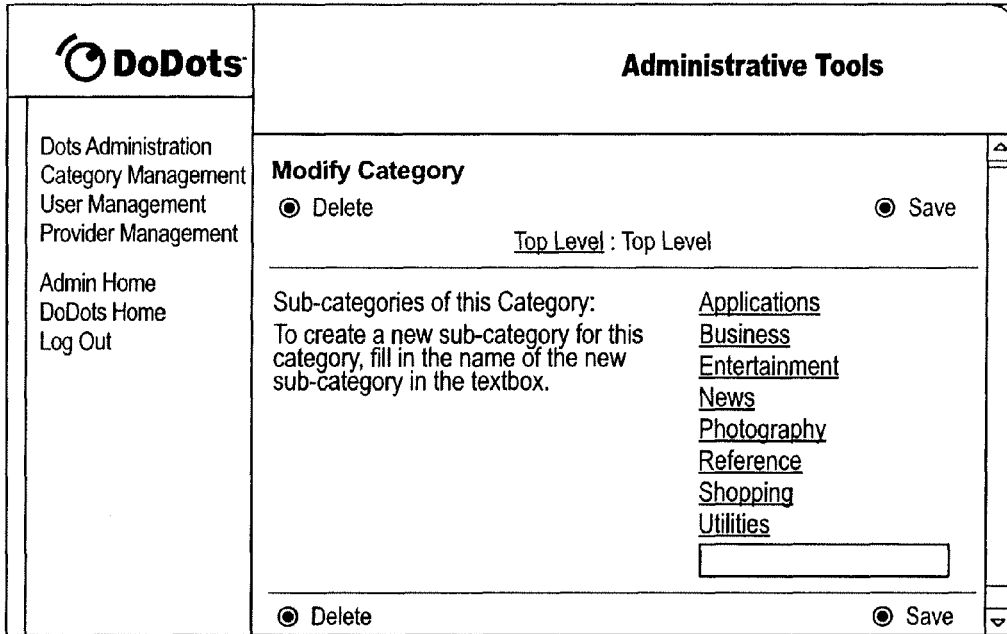 DoDots
Administrative Tools
Dots Administration
Category Management
User Management
Provider Management
Admin Home
DoDots Home
Log Out
Modify Category
Delete
Save
Top Level : Top Level
Sub-categories of this Category:
To create a new sub-category for this
category, fill in the name of the new
sub-category in the textbox.
Applications
Business
Entertainment
News
Photography
Reference
Shopping
Utilities
Delete
Save